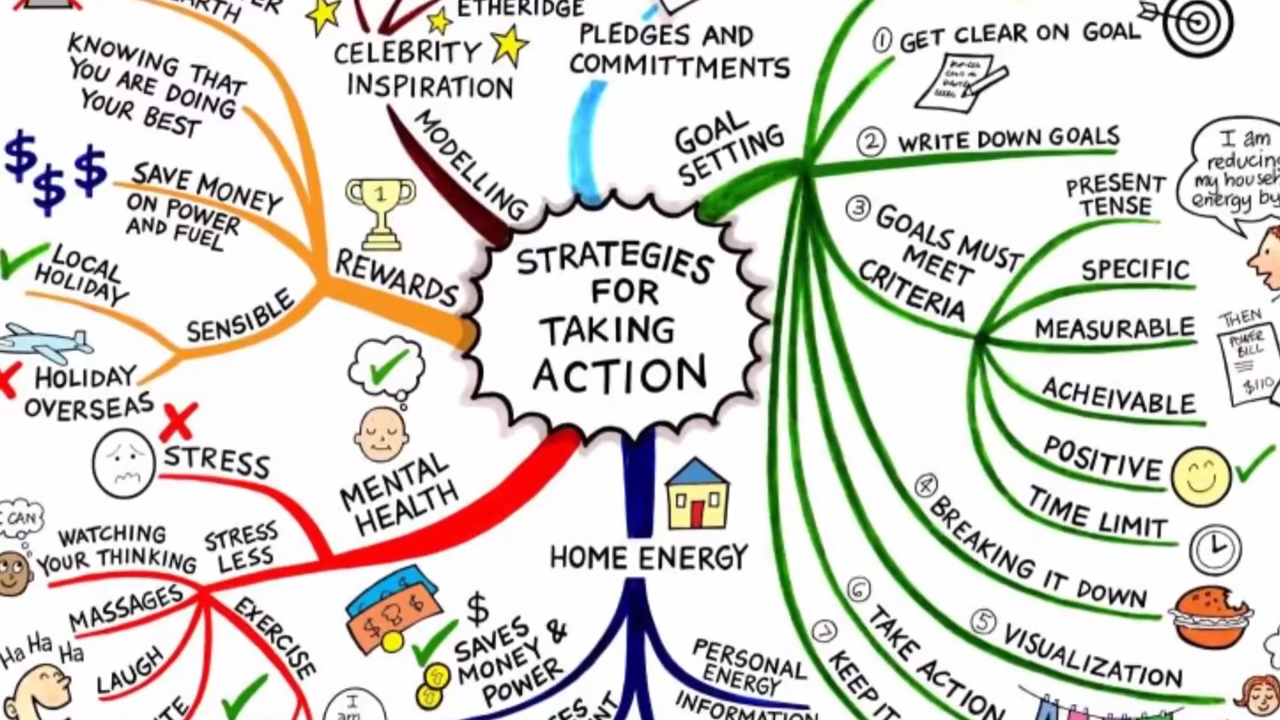 EARTH
KNOWING THAT
YOU ARE DOING
YOUR BEST
$ $ $
SAVE MONEY
ON POWER
AND FUEL
LOCAL
HOLIDAY
SENSIBLE
HOLIDAY
OVERSEAS
REWARDS
1
ETHERIDGE
CELEBRITY
INSPIRATION
MODELLING
PLEDGES AND
COMMITTMENTS
STRATEGIES
FOR
TAKING
ACTION
GOAL
SETTING
1 GET CLEAR ON GOAL
2 WRITE DOWN GOALS
3 GOALS MUST
MEET
CRITERIA
PRESENT
TENSE
I am
reducing
my
energy by
SPECIFIC
MEASURABLE
THEN
POWER
BILL
$110
ACHEIVABLE
POSITIVE
TIME LIMIT
4 BREAKING IT DOWN
5 VISUALIZATION
6 TAKE ACTION
7 KEEP IT
MENTAL
HEALTH
STRESS
STRESS
LESS
CAN
WATCHING
YOUR THINKING
MASSAGES
Ha Ha Ha
LAUGH
EXERCISE
HOME ENERGY
$
SAVES
MONEY &
POWER
I
am
PERSONAL
ENERGY
INFORMATION